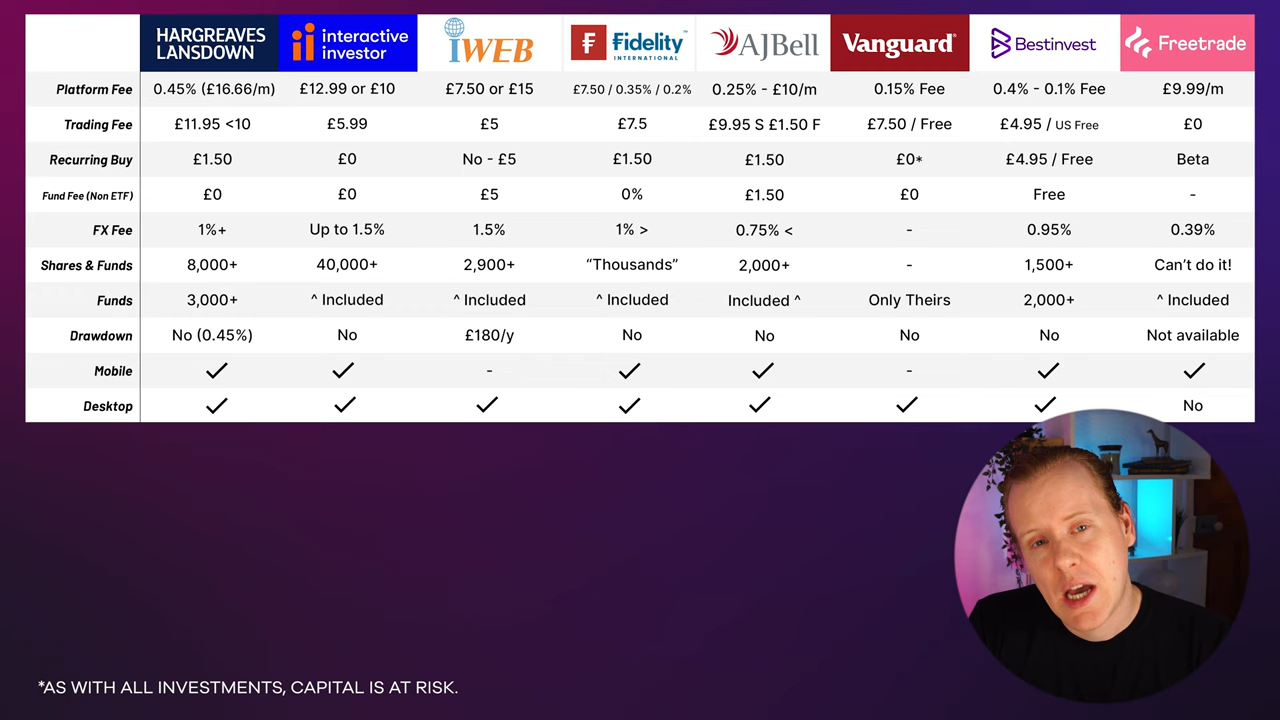 HARGREAVES LANSDOWN interactive investor iWEB Fidelity INTERNATIONAL AJBell Vanguard Bestinvest Freetrade
Platform Fee 0.45% (£16.66/m) £12.99 or £10 £7.50 or £15 £7.50 / 0.35% / 0.2% 0.25% - £10/m 0.15% Fee 0.4% - 0.1% Fee £9.99/m
Trading Fee £11.95 <10 £5.99 £5 £7.5 £9.95 S £1.50 F £7.50 / Free £4.95 / US Free £0
Recurring Buy £1.50 £0 No - £5 £1.50 £1.50 £0* £4.95 / Free Beta
Fund Fee (Non ETF) £0 £0 £5 0% £1.50 £0 Free -
FX Fee 1%+ Up to 1.5% 1.5% 1% > 0.75% < - 0.95% 0.39%
Shares & Funds 8,000+ 40,000+ 2,900+ “Thousands” 2,000+ - 1,500+ Can’t do it!
Funds 3,000+ ^ Included ^ Included ^ Included Included ^ Only Theirs 2,000+ ^ Included
Drawdown No (0.45%) No £180/y No No No No Not available
Mobile ✓ ✓ - ✓ ✓ - ✓ ✓
Desktop ✓ ✓ ✓ ✓ ✓ ✓ ✓ No
*AS WITH ALL INVESTMENTS, CAPITAL IS AT RISK.